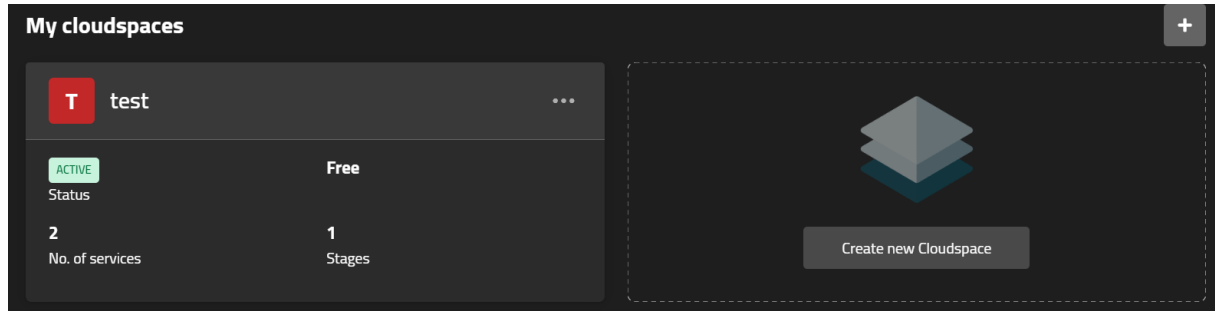 My cloudspaces
+
T test
ACTIVE Free
Status
2 1
No. of services Stages
Create new Cloudspace